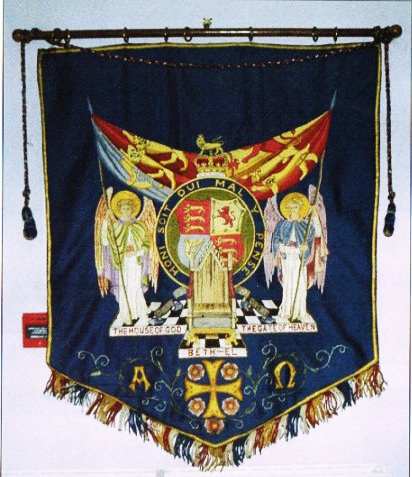 HONI SOIT QUI MAL Y PENSE
THE HOUSE OF GOD
THE GATE OF HEAVEN
BETH-EL
Α Ω